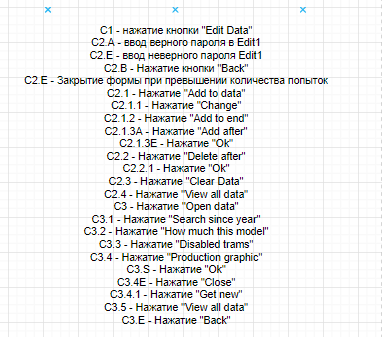 C1 - нажатие кнопки "Edit Data"
C2.A - ввод верного пароля в Edit1
C2.E - ввод неверного пароля Edit1
C2.B - Нажатие кнопки "Back"
C2.E - Закрытие формы при превышении количества попыток
C2.1 - Нажатие "Add to data"
C2.1.1 - Нажатие "Change"
C2.1.2 - Нажатие "Add to end"
C2.1.3A - Нажатие "Add after"
C2.1.3E - Нажатие "Ok"
C2.2 - Нажатие "Delete after"
C2.2.1 - Нажатие "Ok"
C2.3 - Нажатие "Clear Data"
C2.4 - Нажатие "View all data"
C3 - Нажатие "Open data"
C3.1 - Нажатие "Search since year"
C3.2 - Нажатие "How much this model"
C3.3 - Нажатие "Disabled trams"
C3.4 - Нажатие "Production graphic"
C3.S - Нажатие "Ok"
C3.4E - Нажатие "Close"
C3.4.1 - Нажатие "Get new"
C3.5 - Нажатие "View all data"
C3.E - Нажатие "Back"